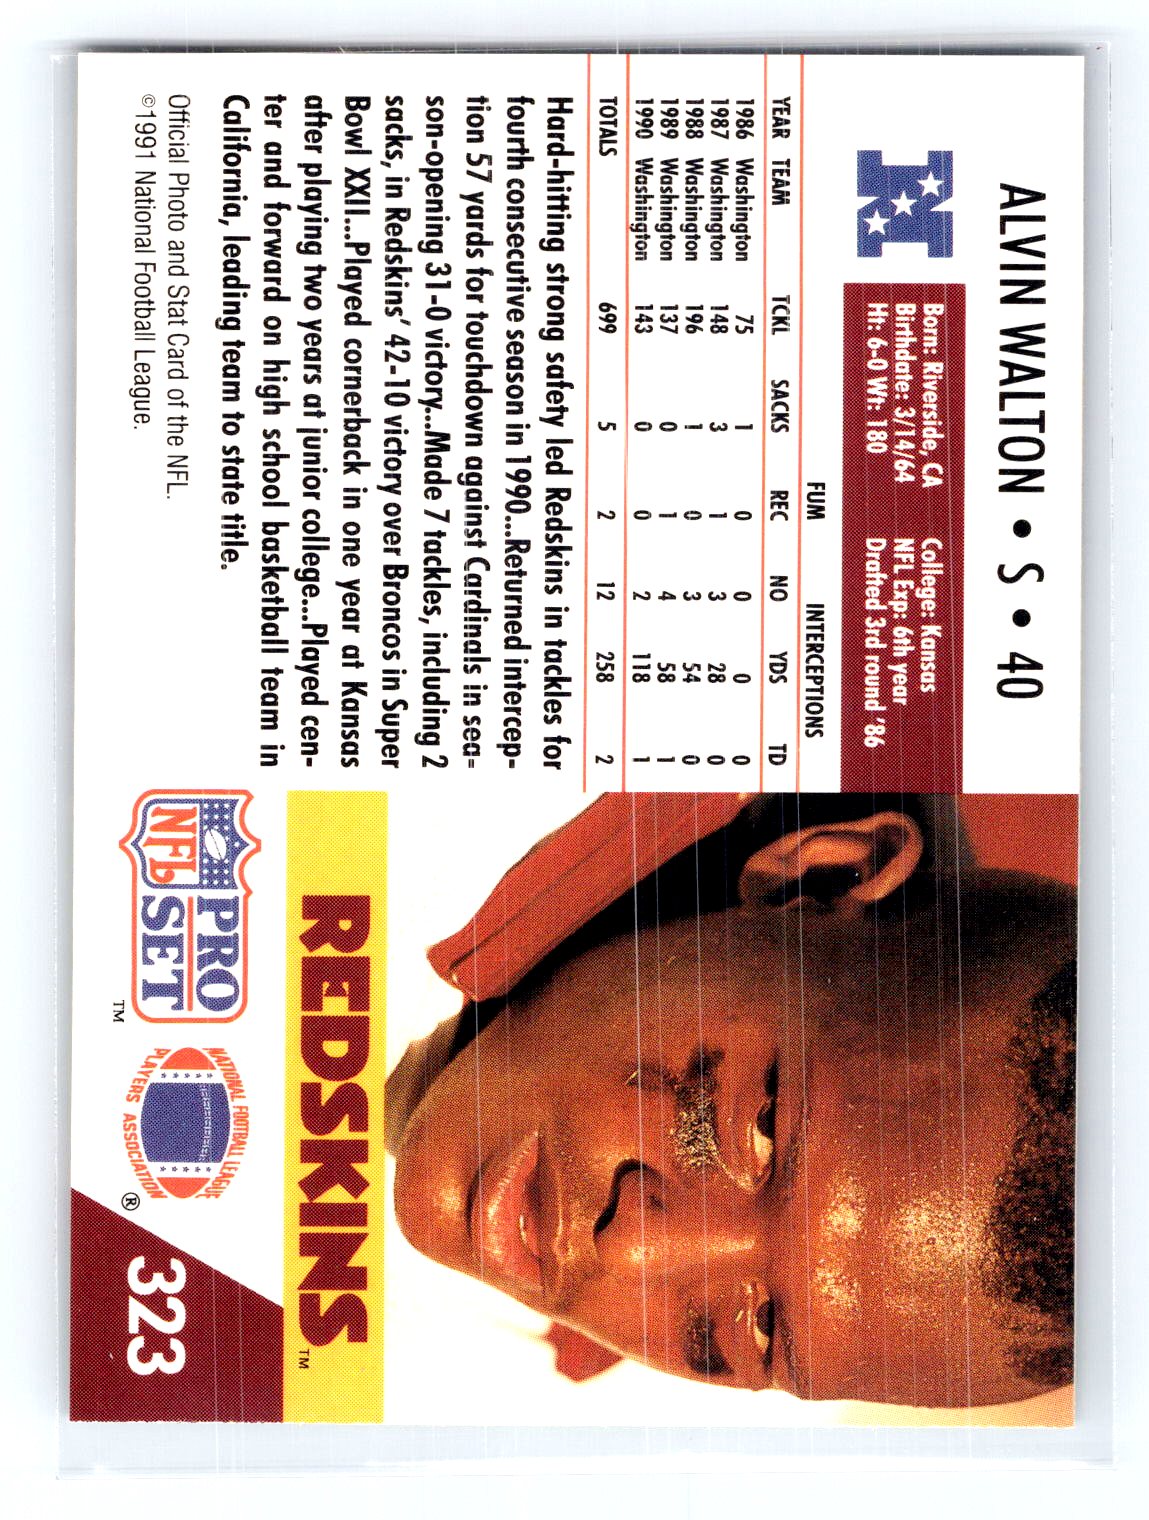 ALVIN WALTON • S • 40
Born: Riverside, CA College: Kansas
Birthdate: 3/14/64 NFL Exp: 6th year
Ht: 6-0 Wt: 180 Drafted 3rd round '86
FUM INTERCEPTIONS
YEAR TEAM TCKL SACKS REC NO YDS TD
1986 Washington 75 1 0 0 0 0
1987 Washington 148 3 1 3 28 0
1988 Washington 196 1 0 3 54 0
1989 Washington 137 0 1 4 58 1
1990 Washington 143 0 0 2 118 1
TOTALS 699 5 2 12 258 2
Hard-hitting strong safety led Redskins in tackles for
fourth consecutive season in 1990...Returned intercep-
tion 57 yards for touchdown against Cardinals in sea-
son-opening 31-0 victory...Made 7 tackles, including 2
sacks, in Redskins' 42-10 victory over Broncos in Super
Bowl XXII...Played cornerback in one year at Kansas
after playing two years at junior college...Played cen-
ter and forward on high school basketball team in
California, leading team to state title.
Official Photo and Stat Card of the NFL.
©1991 National Football League.
REDSKINS™
NFL PRO SET™
NATIONAL FOOTBALL LEAGUE
PLAYERS ASSOCIATION®
323